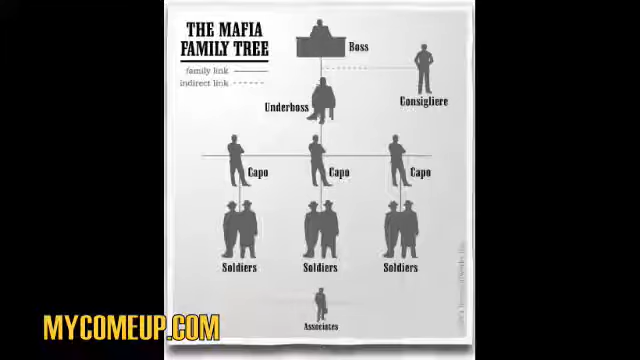 THE MAFIA
FAMILY TREE
family link
indirect link
Boss
Consigliere
Underboss
Capo
Capo
Capo
Soldiers
Soldiers
Soldiers
Associates
MYCOMEUP.COM